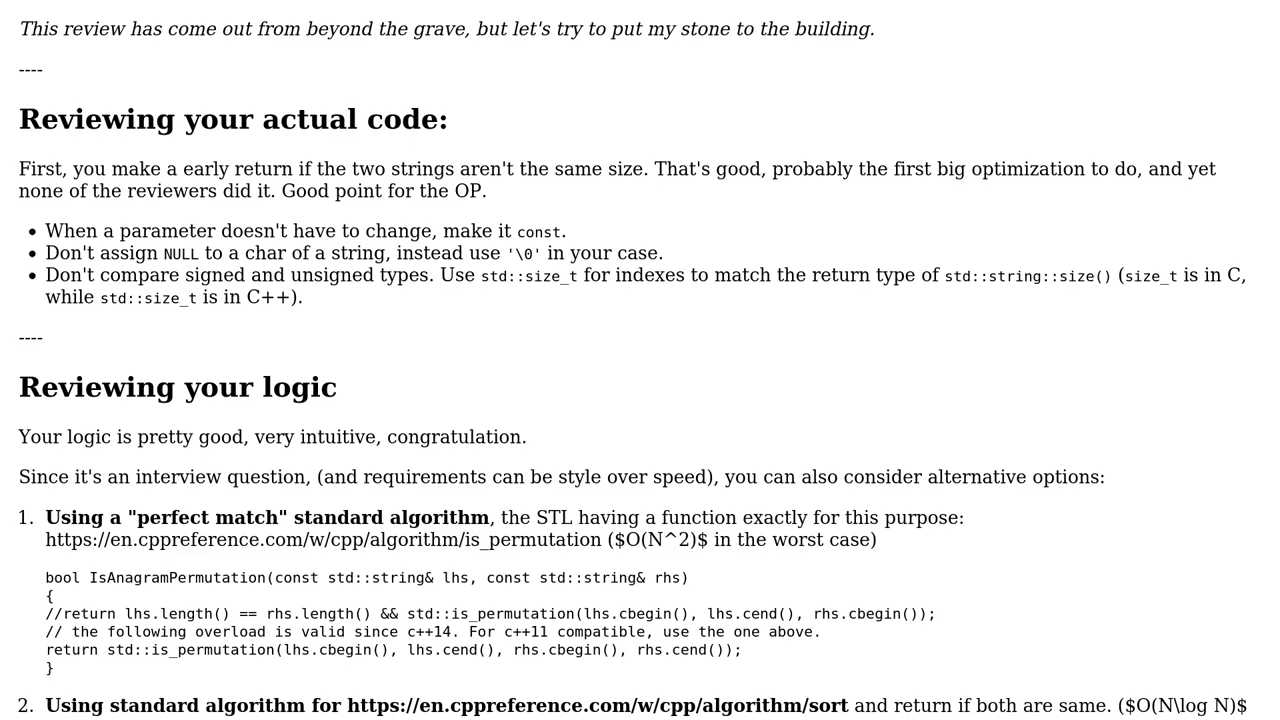 This review has come out from beyond the grave, but let's try to put my stone to the building.
----
Reviewing your actual code:
First, you make a early return if the two strings aren't the same size. That's good, probably the first big optimization to do, and yet
none of the reviewers did it. Good point for the OP.
• When a parameter doesn't have to change, make it const.
• Don't assign NULL to a char of a string, instead use '\0' in your case.
• Don't compare signed and unsigned types. Use std::size_t for indexes to match the return type of std::string::size() (size_t is in C,
while std::size_t is in C++).
----
Reviewing your logic
Your logic is pretty good, very intuitive, congratulation.
Since it's an interview question, (and requirements can be style over speed), you can also consider alternative options:
1. Using a "perfect match" standard algorithm, the STL having a function exactly for this purpose:
https://en.cppreference.com/w/cpp/algorithm/is_permutation ($O(N^2)$ in the worst case)
bool IsAnagramPermutation(const std::string& lhs, const std::string& rhs)
{
//return lhs.length() == rhs.length() && std::is_permutation(lhs.cbegin(), lhs.cend(), rhs.cbegin());
// the following overload is valid since c++14. For c++11 compatible, use the one above.
return std::is_permutation(lhs.cbegin(), lhs.cend(), rhs.cbegin(), rhs.cend());
}
2. Using standard algorithm for https://en.cppreference.com/w/cpp/algorithm/sort and return if both are same. ($O(N\log N)$